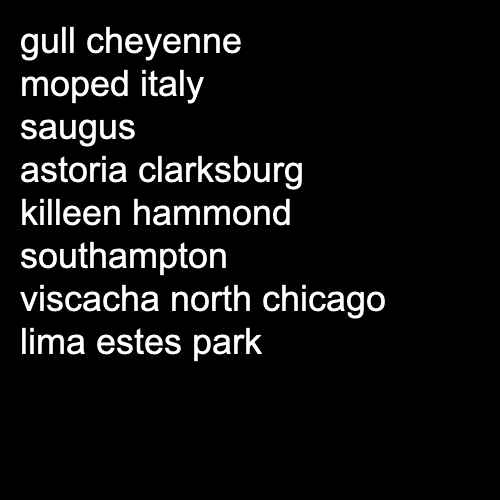 gull cheyenne
moped italy
saugus
astoria clarksburg
killeen hammond
southampton
viscacha north chicago
lima estes park